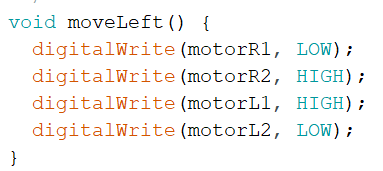 void moveLeft() {
  digitalWrite(motorR1, LOW);
  digitalWrite(motorR2, HIGH);
  digitalWrite(motorL1, HIGH);
  digitalWrite(motorL2, LOW);
}